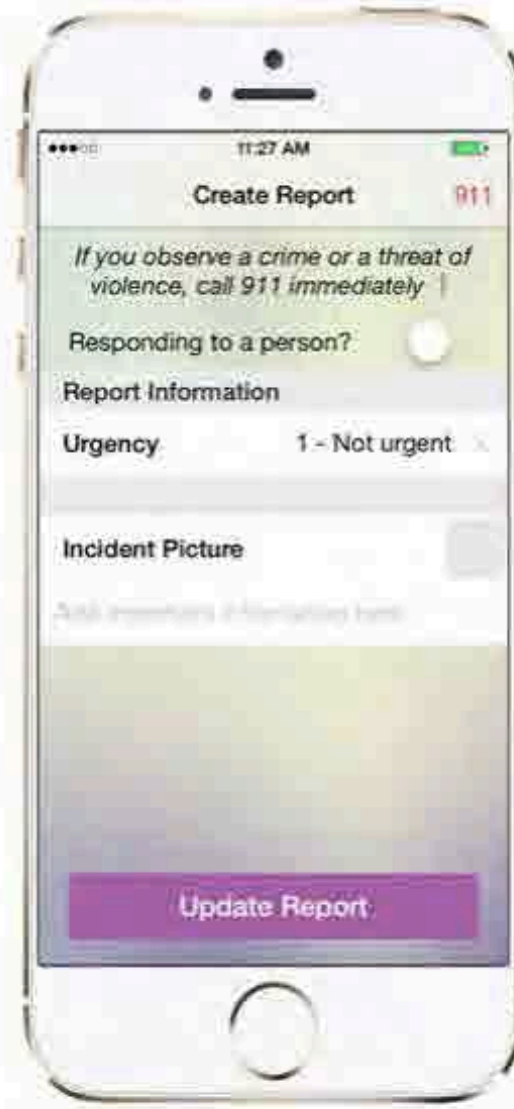 11:27 AM
Create Report 911
If you observe a crime or a threat of
violence, call 911 immediately
Responding to a person?
Report Information
Urgency 1 - Not urgent
Incident Picture
Update Report